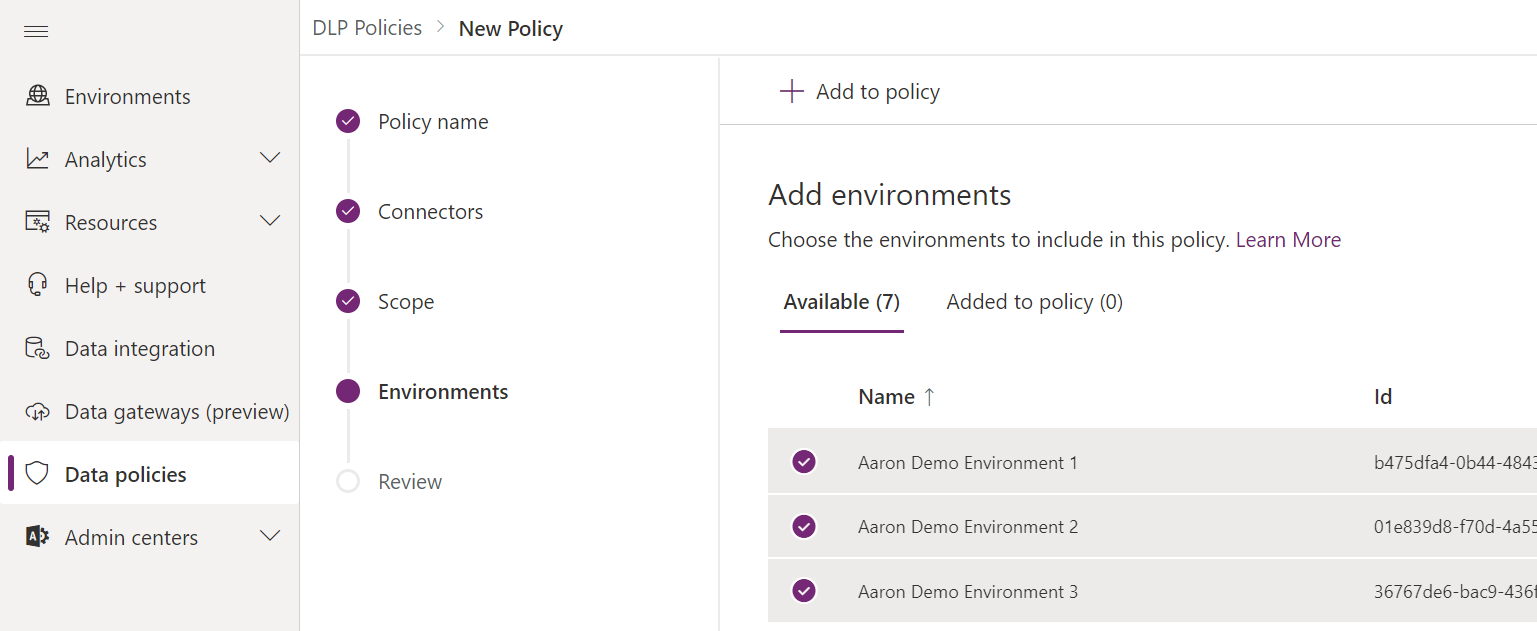 DLP Policies > New Policy
Environments
Analytics
Resources
Help + support
Data integration
Data gateways (preview)
Data policies
Admin centers
Policy name
Connectors
Scope
Environments
Review
+ Add to policy
Add environments
Choose the environments to include in this policy. Learn More
Available (7) Added to policy (0)
Name ↑ Id
Aaron Demo Environment 1 b475dfa4-0b44-4843
Aaron Demo Environment 2 01e839d8-f70d-4a55
Aaron Demo Environment 3 36767de6-bac9-436f